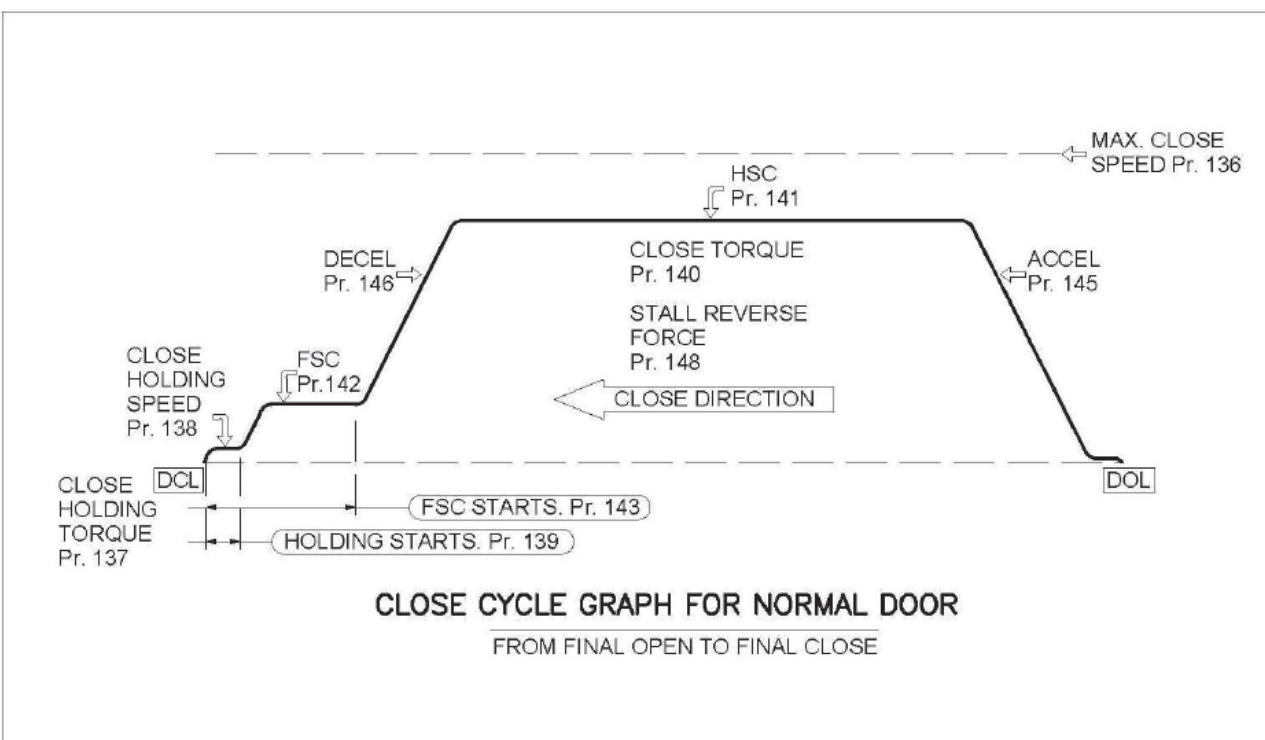 MAX. CLOSE
SPEED Pr. 136
HSC
Pr. 141
DECEL
Pr. 146
CLOSE TORQUE
Pr. 140
ACCEL
Pr. 145
STALL REVERSE
FORCE
Pr. 148
CLOSE
HOLDING
SPEED
Pr. 138
FSC
Pr.142
CLOSE DIRECTION
DCL
DOL
CLOSE
HOLDING
TORQUE
Pr. 137
FSC STARTS. Pr. 143
HOLDING STARTS. Pr. 139
CLOSE CYCLE GRAPH FOR NORMAL DOOR
FROM FINAL OPEN TO FINAL CLOSE